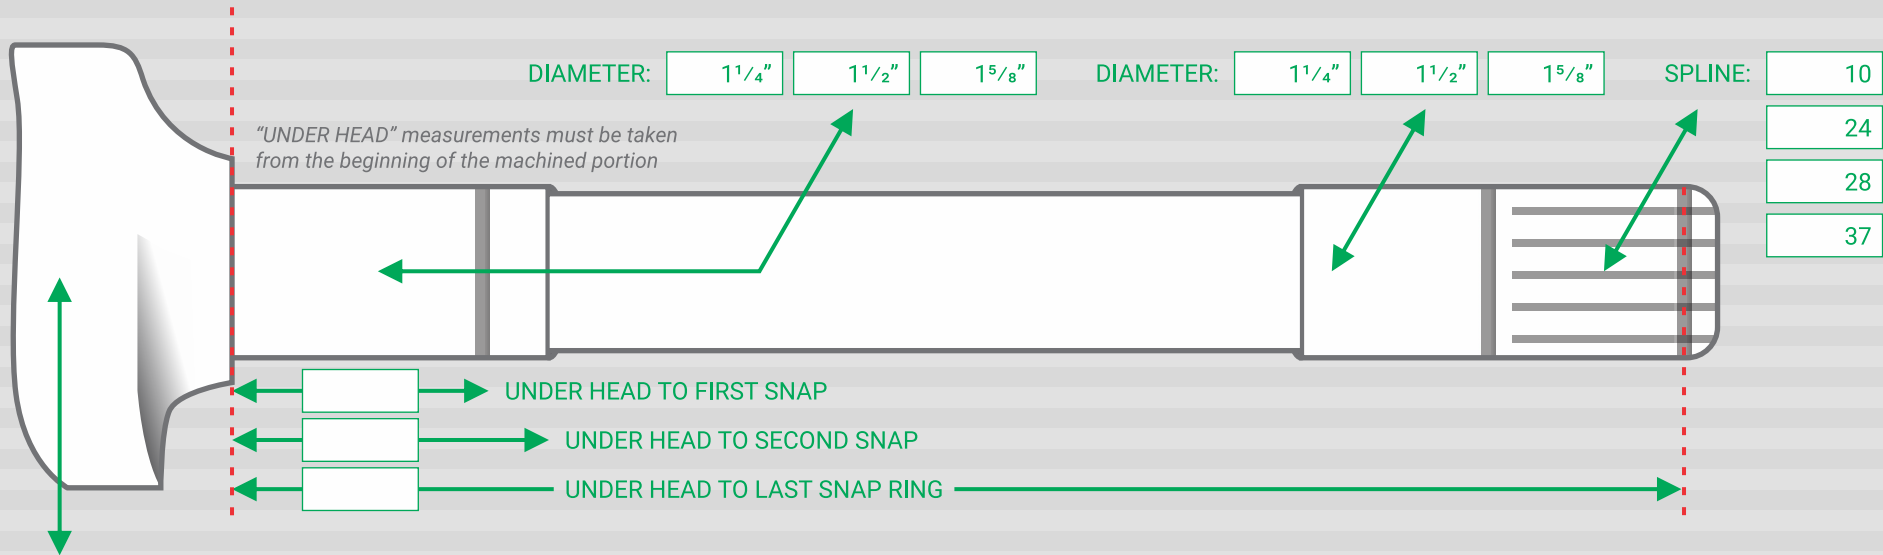 DIAMETER: 1¹⁄₄” 1¹⁄₂” 1⁵⁄₈” DIAMETER: 1¹⁄₄” 1¹⁄₂” 1⁵⁄₈” SPLINE: 10
24
28
37
“UNDER HEAD” measurements must be taken
from the beginning of the machined portion
UNDER HEAD TO FIRST SNAP
UNDER HEAD TO SECOND SNAP
UNDER HEAD TO LAST SNAP RING